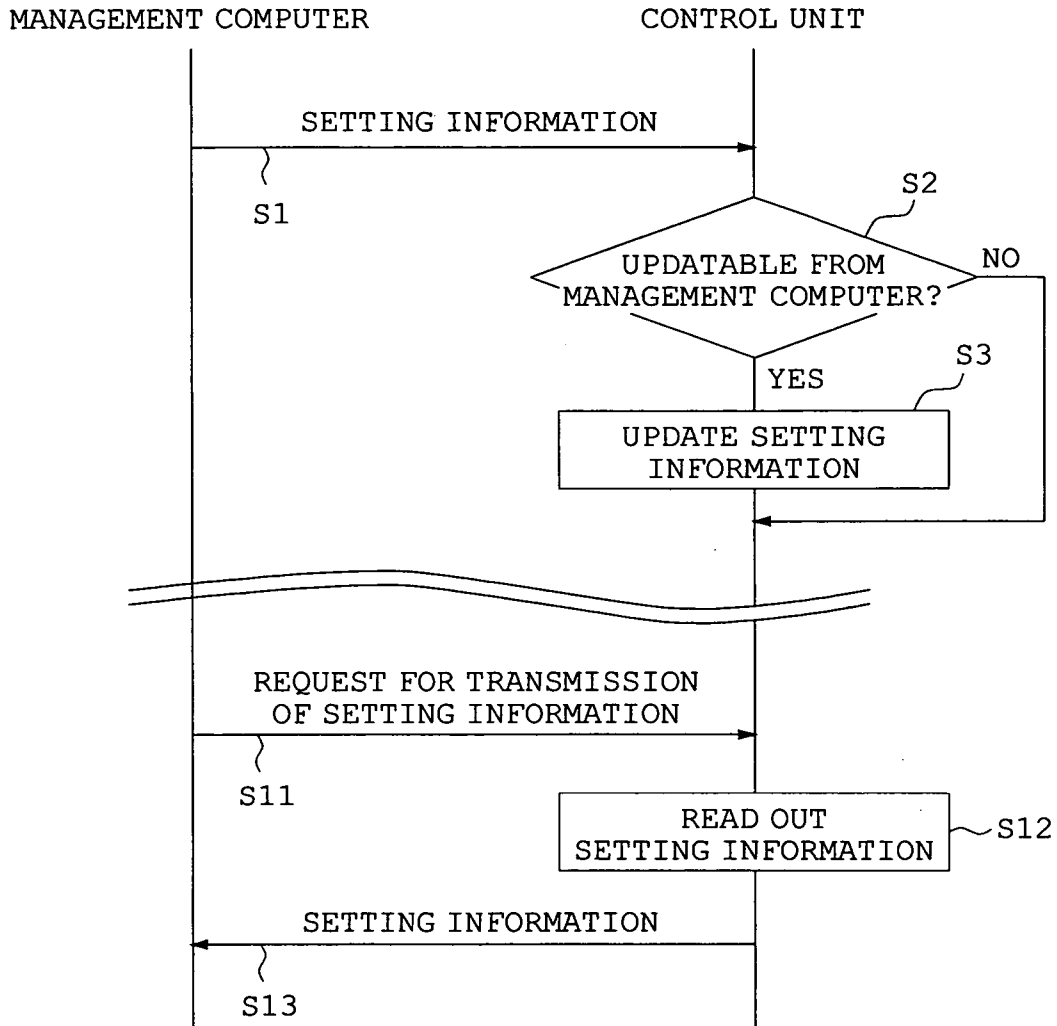 MANAGEMENT COMPUTER
CONTROL UNIT
SETTING INFORMATION
S1
S2
UPDATABLE FROM
MANAGEMENT COMPUTER?
NO
YES
S3
UPDATE SETTING
INFORMATION
REQUEST FOR TRANSMISSION
OF SETTING INFORMATION
S11
READ OUT
SETTING INFORMATION
S12
SETTING INFORMATION
S13